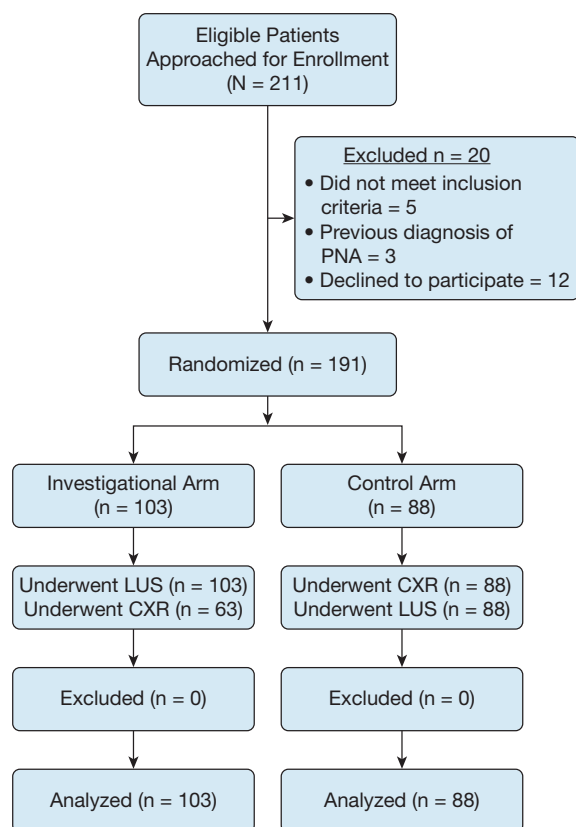 Eligible Patients
Approached for Enrollment
(N = 211)
Excluded n = 20
• Did not meet inclusion
criteria = 5
• Previous diagnosis of
PNA = 3
• Declined to participate = 12
Randomized (n = 191)
Investigational Arm
(n = 103)
Control Arm
(n = 88)
Underwent LUS (n = 103)
Underwent CXR (n = 63)
Underwent CXR (n = 88)
Underwent LUS (n = 88)
Excluded (n = 0)
Excluded (n = 0)
Analyzed (n = 103)
Analyzed (n = 88)